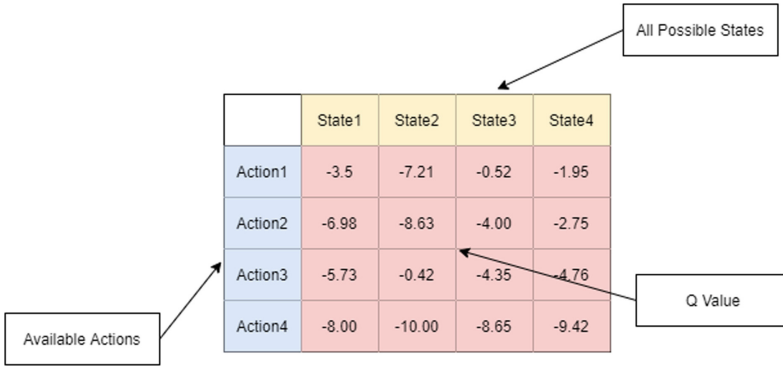 All Possible States
State1 State2 State3 State4
Action1 -3.5 -7.21 -0.52 -1.95
Action2 -6.98 -8.63 -4.00 -2.75
Action3 -5.73 -0.42 -4.35 -4.76
Q Value
Action4 -8.00 -10.00 -8.65 -9.42
Available Actions